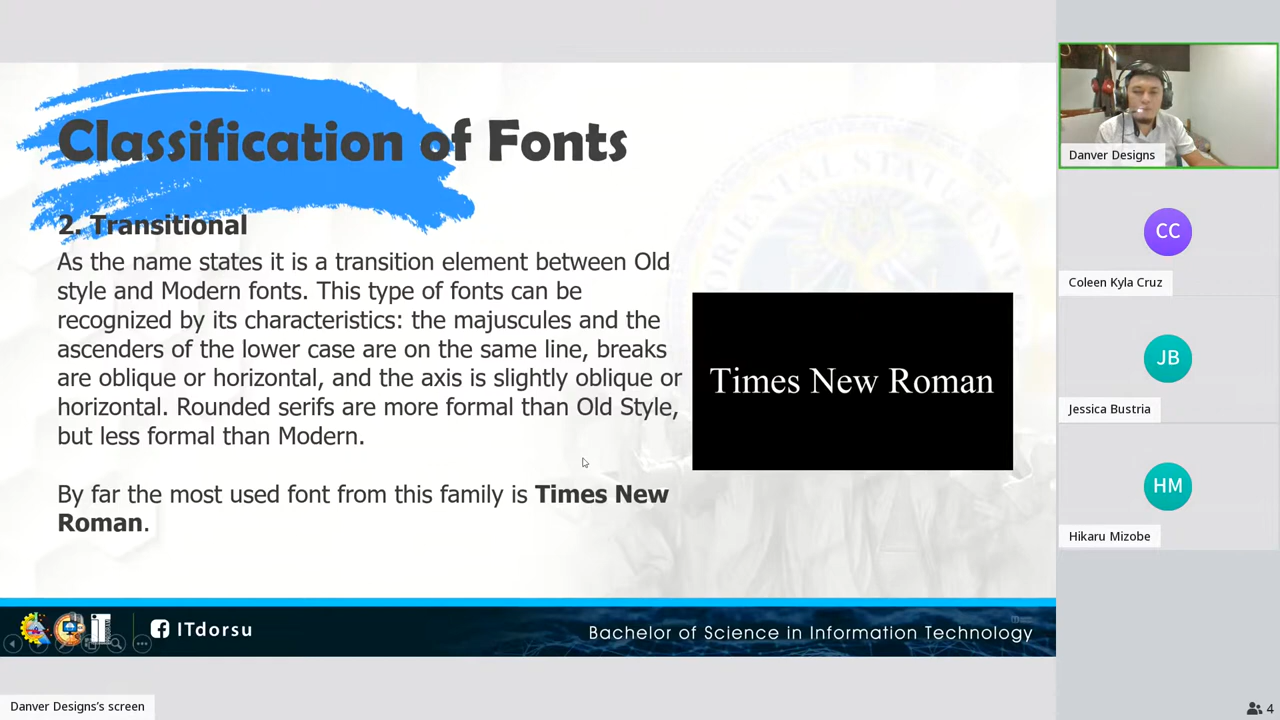 Classification of Fonts
2. Transitional
As the name states it is a transition element between Old
style and Modern fonts. This type of fonts can be
recognized by its characteristics: the majuscules and the
ascenders of the lower case are on the same line, breaks
are oblique or horizontal, and the axis is slightly oblique or
horizontal. Rounded serifs are more formal than Old Style,
but less formal than Modern.
By far the most used font from this family is Times New
Roman.
Times New Roman
ITdorsu
Bachelor of Science in Information Technology
Danver Designs's screen
Danver Designs
CC
Coleen Kyla Cruz
JB
Jessica Bustria
HM
Hikaru Mizobe
4